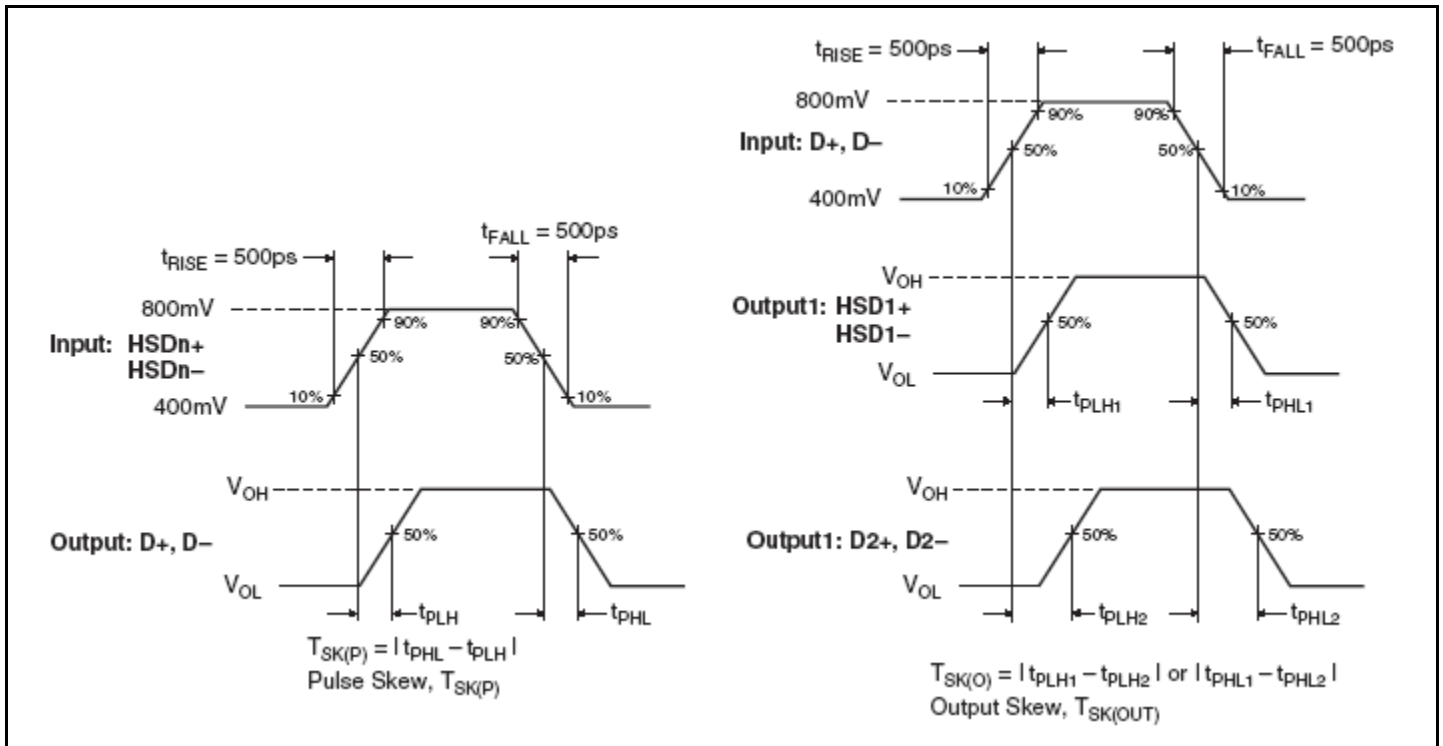 tFALL = 500ps
tRISE = 500ps
800mV
90% 90%
Input: HSDn+
HSDn–
50% 50%
10% 10%
400mV
VOH
50% 50%
Output: D+, D–
VOL
tPLH tPHL
TSK(P) = | tPHL – tPLH |
Pulse Skew, TSK(P)
tRISE = 500ps tFALL = 500ps
800mV
90% 90%
Input: D+, D–
50% 50%
10% 10%
400mV
VOH
Output1: HSD1+
HSD1–
50% 50%
VOL
tPLH1 tPHL1
VOH
50% 50%
Output1: D2+, D2–
VOL
tPLH2 tPHL2
TSK(O) = | tPLH1 – tPLH2 | or | tPHL1 – tPHL2 |
Output Skew, TSK(OUT)